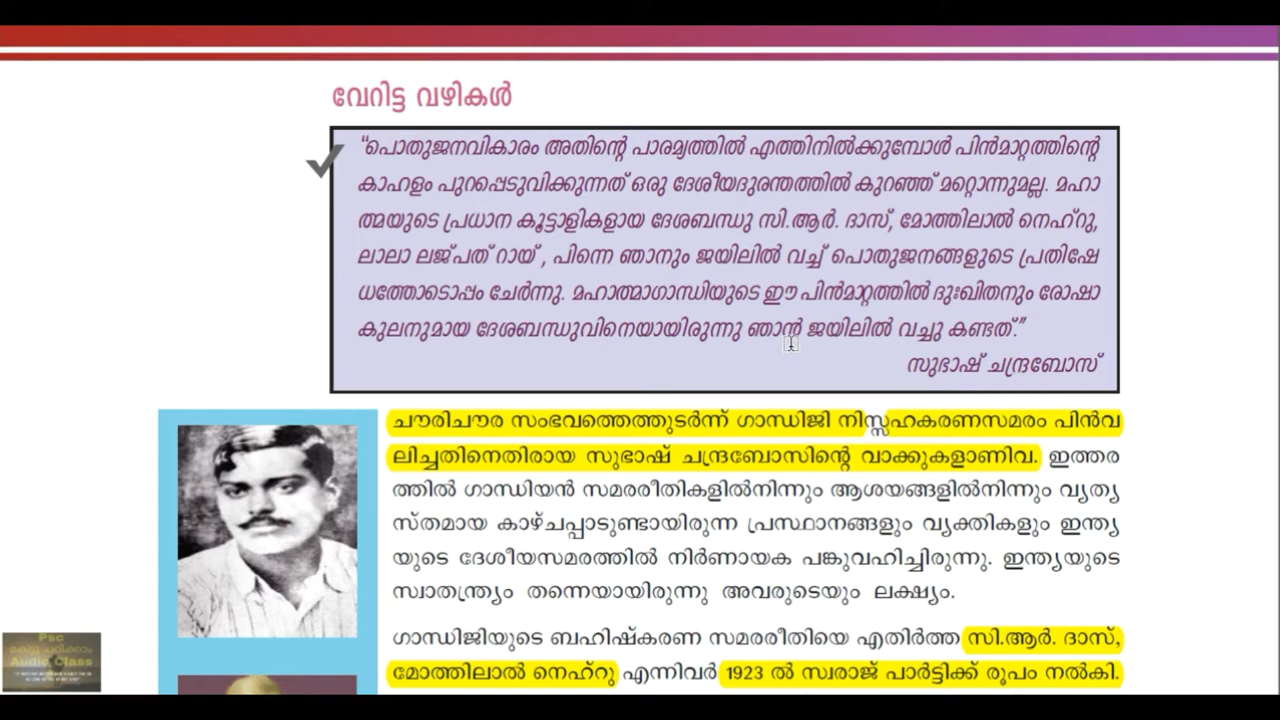 വേറിട്ട വഴികൾ
"പൊതുജനവികാരം അതിന്റെ പാരമ്യത്തിൽ എത്തിനിൽക്കുമ്പോൾ പിൻമാറ്റത്തിന്റെ
കാഹളം പുറപ്പെടുവിക്കുന്നത് ഒരു ദേശീയദുരന്തത്തിൽ കുറഞ്ഞ് മറ്റൊന്നുമല്ല. മഹാ
ത്മയുടെ പ്രധാന കൂട്ടാളികളായ ദേശബന്ധു സി.ആർ. ദാസ്, മോത്തിലാൽ നെഹ്റു,
ലാലാ ലജ്പത് റായ് , പിന്നെ ഞാനും ജയിലിൽ വച്ച് പൊതുജനങ്ങളുടെ പ്രതിഷേ
ധത്തോടൊപ്പം ചേർന്നു. മഹാത്മാഗാന്ധിയുടെ ഈ പിൻമാറ്റത്തിൽ ദുഃഖിതനും രോഷാ
കുലനുമായ ദേശബന്ധുവിനെയായിരുന്നു ഞാൻ ജയിലിൽ വച്ചു കണ്ടത്."
സുഭാഷ് ചന്ദ്രബോസ്
ചൗരിചൗര സംഭവത്തെത്തുടർന്ന് ഗാന്ധിജി നിസ്സഹകരണസമരം പിൻവ
ലിച്ചതിനെതിരായ സുഭാഷ് ചന്ദ്രബോസിന്റെ വാക്കുകളാണിവ. ഇത്തര
ത്തിൽ ഗാന്ധിയൻ സമരരീതികളിൽനിന്നും ആശയങ്ങളിൽനിന്നും വ്യത്യ
സ്തമായ കാഴ്ചപ്പാടുണ്ടായിരുന്ന പ്രസ്ഥാനങ്ങളും വ്യക്തികളും ഇന്ത്യ
യുടെ ദേശീയസമരത്തിൽ നിർണായക പങ്കുവഹിച്ചിരുന്നു. ഇന്ത്യയുടെ
സ്വാതന്ത്ര്യം തന്നെയായിരുന്നു അവരുടെയും ലക്ഷ്യം.
ഗാന്ധിജിയുടെ ബഹിഷ്കരണ സമരരീതിയെ എതിർത്ത സി.ആർ. ദാസ്,
മോത്തിലാൽ നെഹ്റു എന്നിവർ 1923 ൽ സ്വരാജ് പാർട്ടിക്ക് രൂപം നൽകി.
Psc
Audio Class